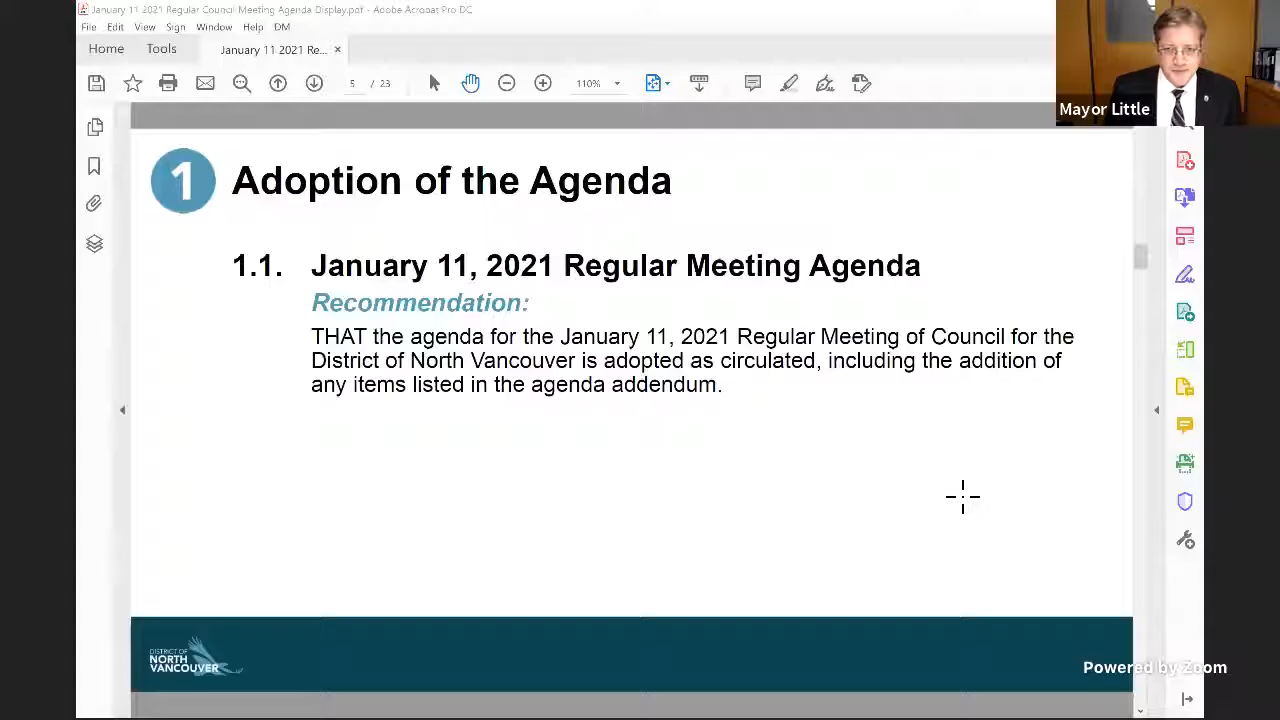 January 11 2021 Regular Council Meeting Agenda Display.pdf - Adobe Acrobat Pro DC
File Edit View Sign Window Help DM
Home Tools January 11 2021 Re... ×
5 / 23 110%
Mayor Little
1 Adoption of the Agenda
1.1. January 11, 2021 Regular Meeting Agenda
Recommendation:
THAT the agenda for the January 11, 2021 Regular Meeting of Council for the
District of North Vancouver is adopted as circulated, including the addition of
any items listed in the agenda addendum.
DISTRICT OF
NORTH
VANCOUVER
Powered by Zoom